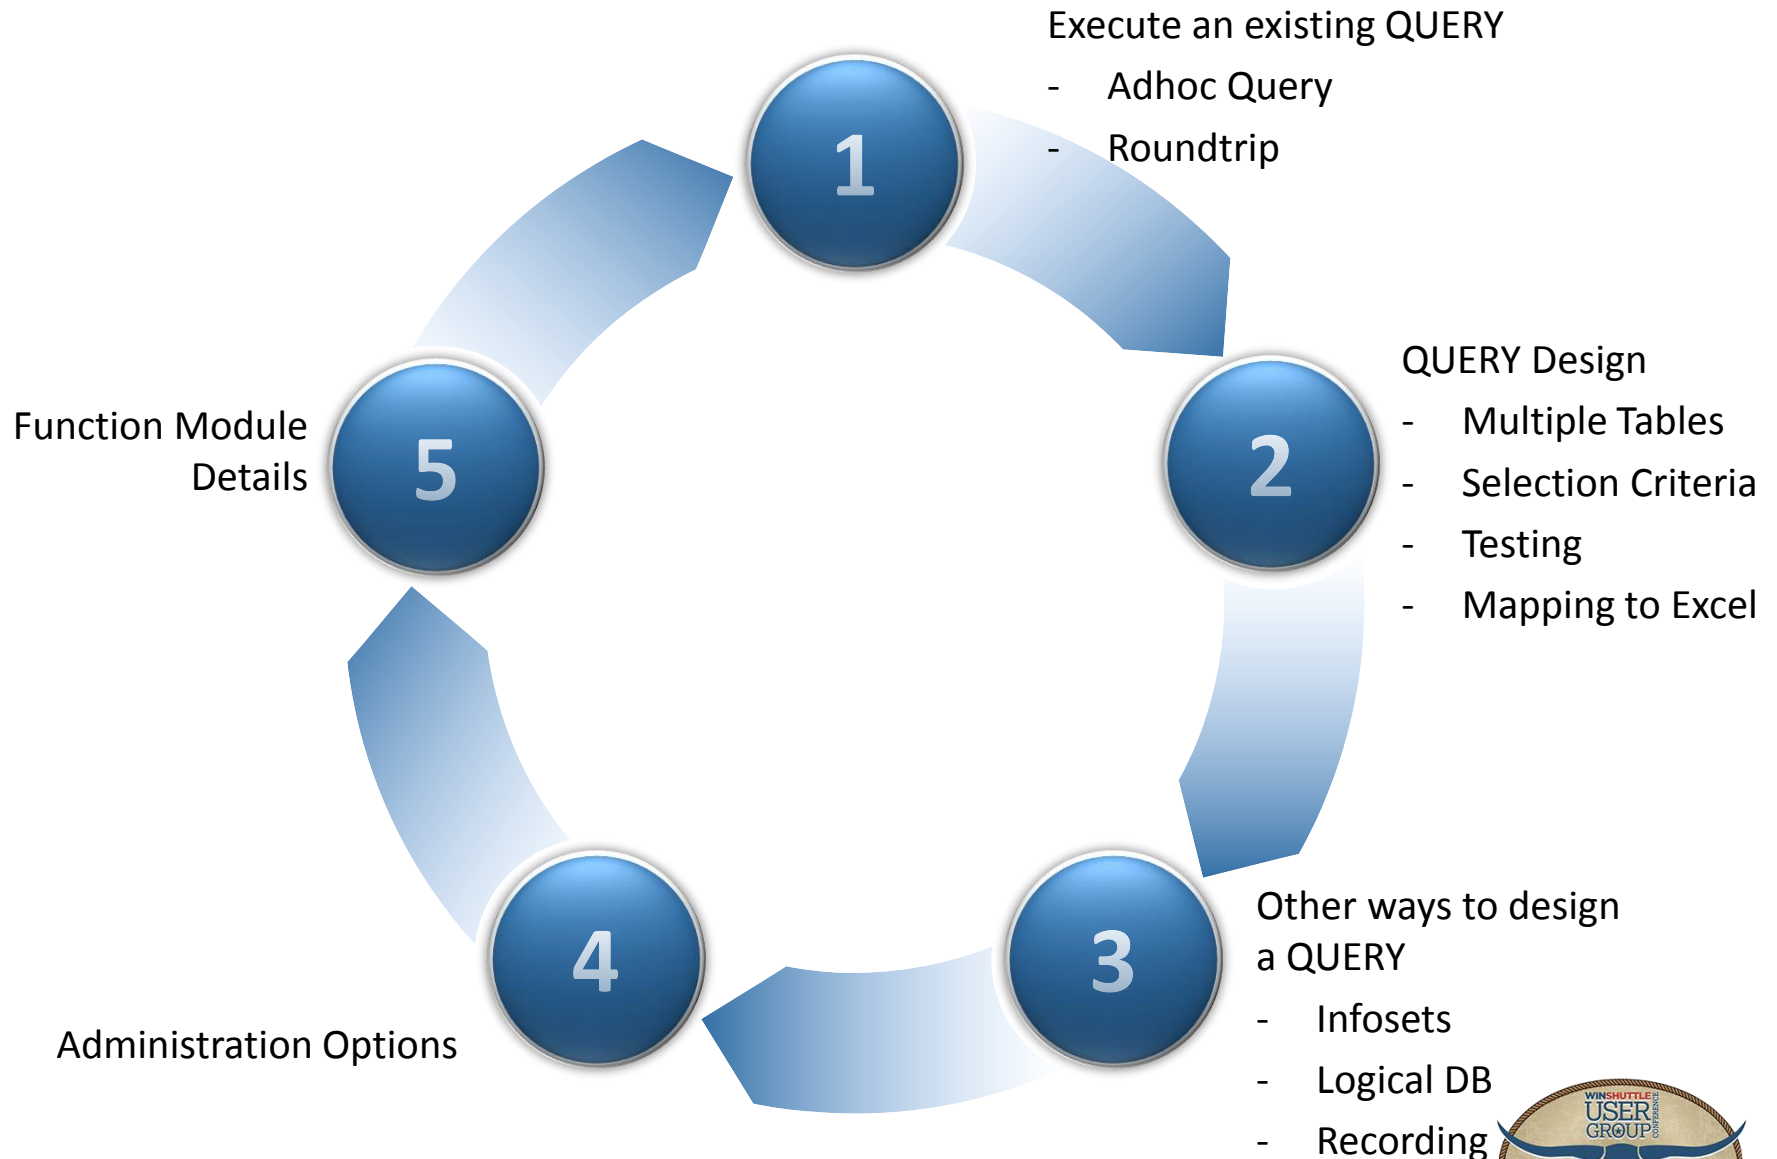 Execute an existing QUERY
- Adhoc Query
- Roundtrip
1
QUERY Design
- Multiple Tables
- Selection Criteria
- Testing
- Mapping to Excel
2
Other ways to design
a QUERY
- Infosets
- Logical DB
- Recording
3
Administration Options
4
Function Module
Details
5
WINSHUTTLE
USER
GROUP
CONFERENCE